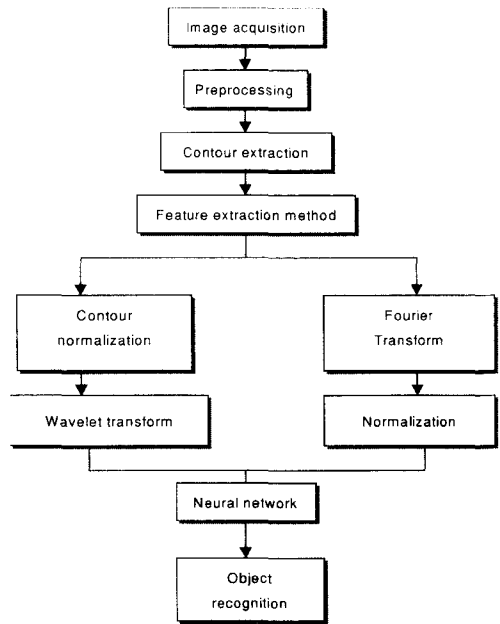 Image acquisition
Preprocessing
Contour extraction
Feature extraction method
Contour
normalization
Fourier
Transform
Wavelet transform
Normalization
Neural network
Object
recognition